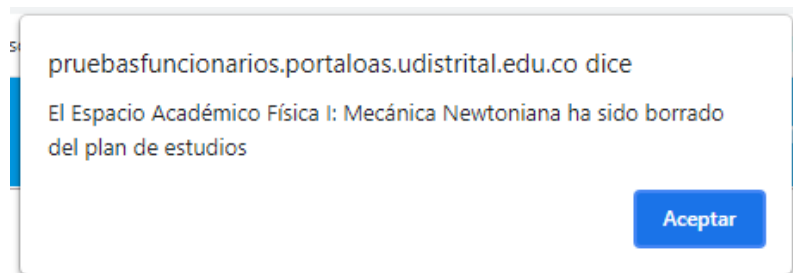 pruebasfuncionarios.portaloas.udistrital.edu.co dice
El Espacio Académico Física I: Mecánica Newtoniana ha sido borrado
del plan de estudios
Aceptar